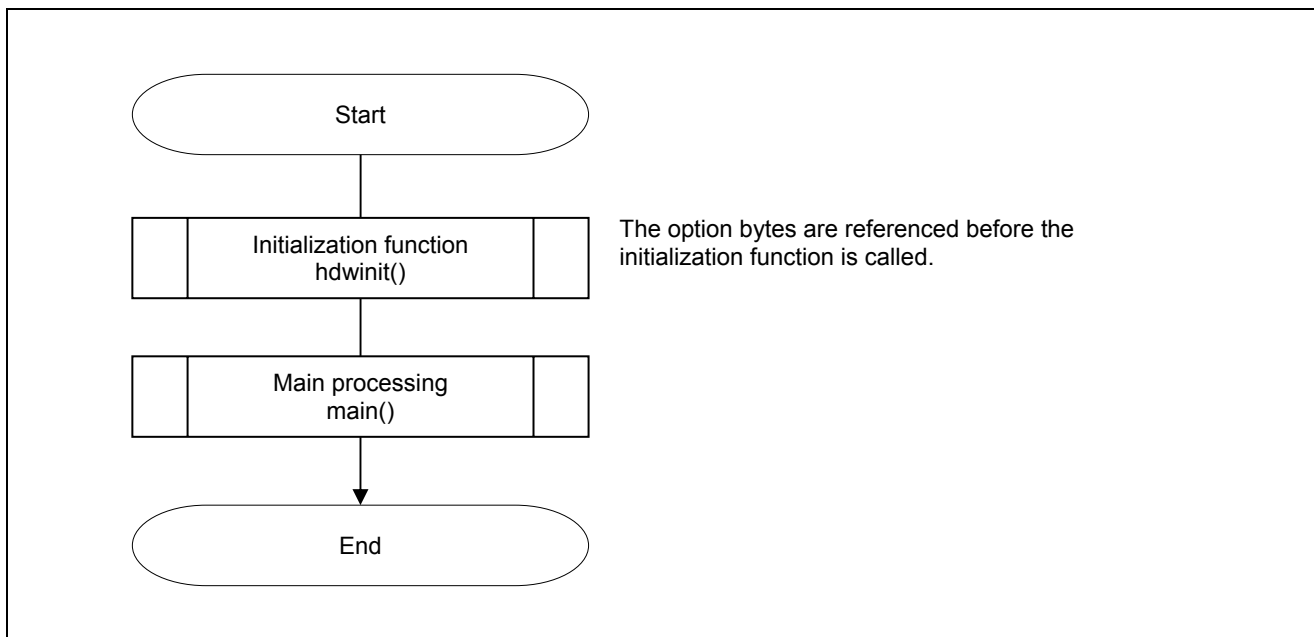 Start
Initialization function
hdwinit()
The option bytes are referenced before the
initialization function is called.
Main processing
main()
End